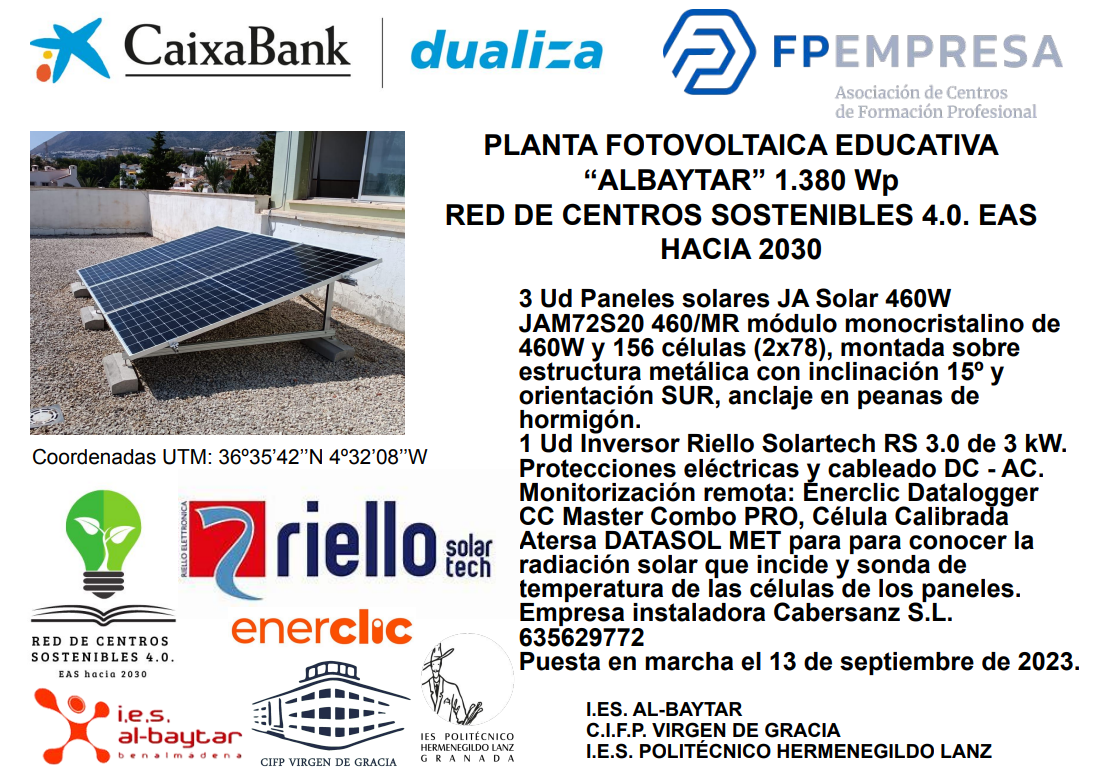 CaixaBank
dualiza
FPEMPRESA
Asociación de Centros
de Formación Profesional
PLANTA FOTOVOLTAICA EDUCATIVA
“ALBAYTAR” 1.380 Wp
RED DE CENTROS SOSTENIBLES 4.0. EAS
HACIA 2030
3 Ud Paneles solares JA Solar 460W
JAM72S20 460/MR módulo monocristalino de
460W y 156 células (2x78), montada sobre
estructura metálica con inclinación 15º y
orientación SUR, anclaje en peanas de
hormigón.
1 Ud Inversor Riello Solartech RS 3.0 de 3 kW.
Protecciones eléctricas y cableado DC - AC.
Monitorización remota: Enerclic Datalogger
CC Master Combo PRO, Célula Calibrada
Atersa DATASOL MET para para conocer la
radiación solar que incide y sonda de
temperatura de las células de los paneles.
Empresa instaladora Cabersanz S.L.
635629772
Puesta en marcha el 13 de septiembre de 2023.
Coordenadas UTM: 36º35’42’’N 4º32’08’’W
RED DE CENTROS
SOSTENIBLES 4.0.
EAS hacia 2030
RIELLO ELETTRONICA
riello
solar
tech
enerclic
i.e.s.
al-baytar
benalmadena
CIFP VIRGEN DE GRACIA
IES POLITÉCNICO
HERMENEGILDO LANZ
GRANADA
I.ES. AL-BAYTAR
C.I.F.P. VIRGEN DE GRACIA
I.E.S. POLITÉCNICO HERMENEGILDO LANZ